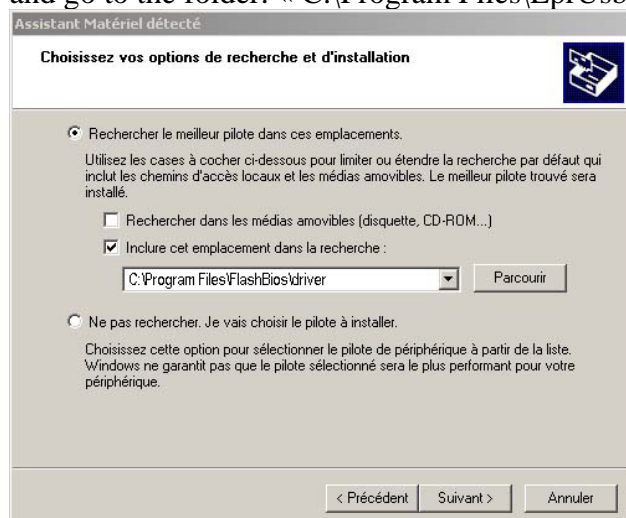 and go to the folder: « C:\Program Files\EprUsb
Assistant Matériel détecté
Choisissez vos options de recherche et d'installation
Rechercher le meilleur pilote dans ces emplacements.
Utilisez les cases à cocher ci-dessous pour limiter ou étendre la recherche par défaut qui
inclut les chemins d'accès locaux et les médias amovibles. Le meilleur pilote trouvé sera
installé.
Rechercher dans les médias amovibles (disquette, CD-ROM...)
Inclure cet emplacement dans la recherche :
C:\Program Files\FlashBios\driver
Parcourir
Ne pas rechercher. Je vais choisir le pilote à installer.
Choisissez cette option pour sélectionner le pilote de périphérique à partir de la liste.
Windows ne garantit pas que le pilote sélectionné sera le plus performant pour votre
périphérique.
< Précédent
Suivant >
Annuler